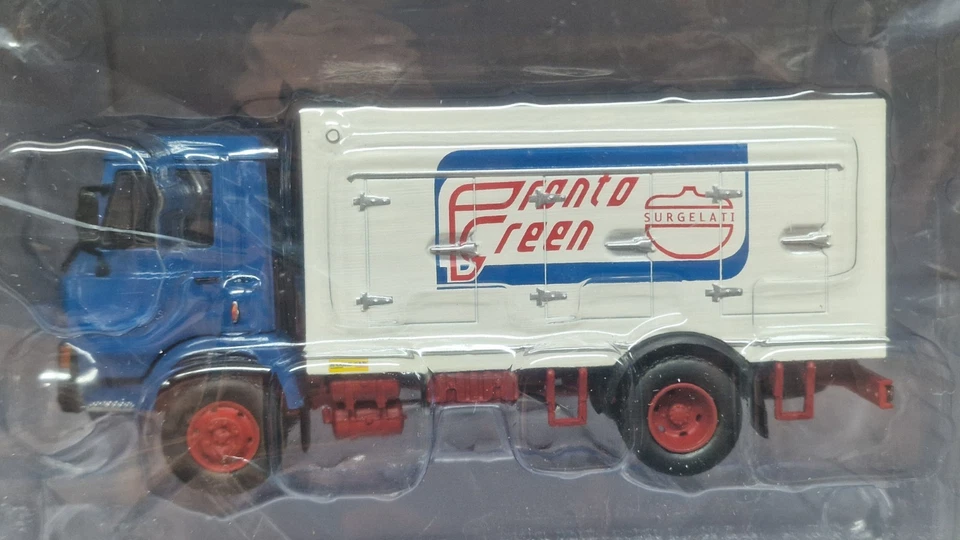 Pronto
Green
SURGELATI